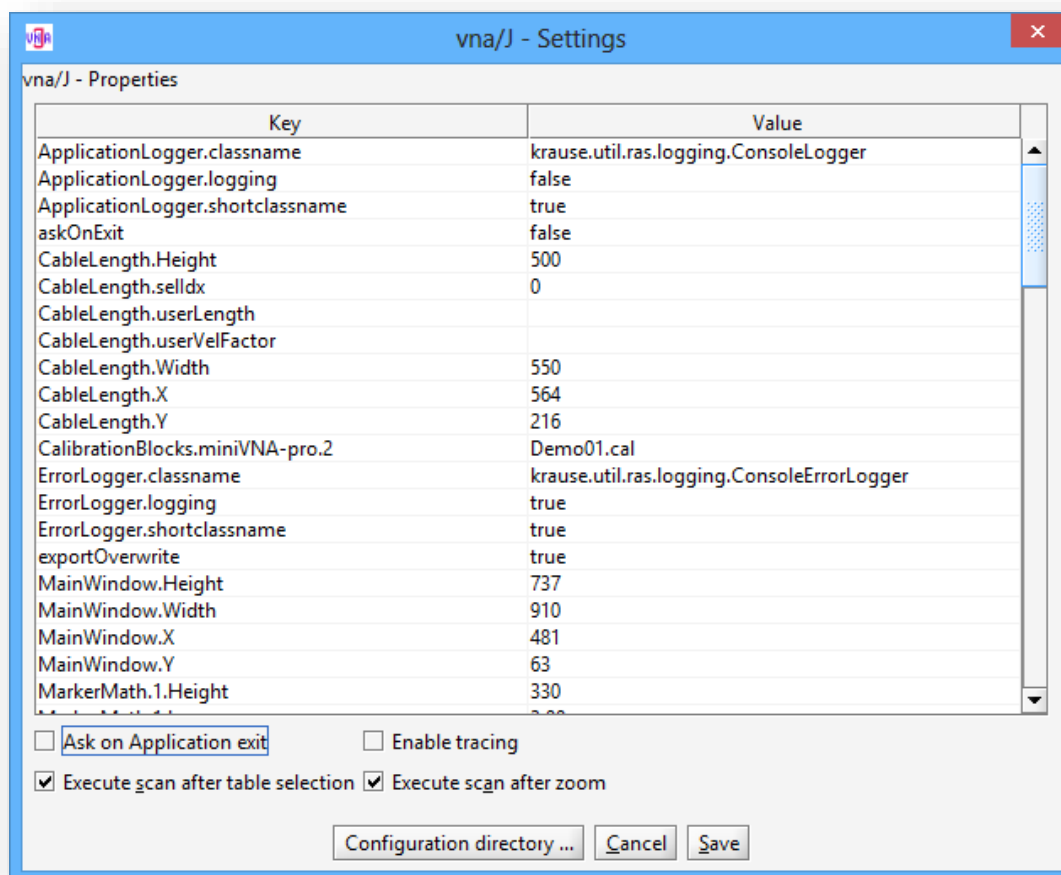 VNA
vna/J - Settings
vna/J - Properties
Key Value
ApplicationLogger.classname krause.util.ras.logging.ConsoleLogger
ApplicationLogger.logging false
ApplicationLogger.shortclassname true
askOnExit false
CableLength.Height 500
CableLength.selIdx 0
CableLength.userLength
CableLength.userVelFactor
CableLength.Width 550
CableLength.X 564
CableLength.Y 216
CalibrationBlocks.miniVNA-pro.2 Demo01.cal
ErrorLogger.classname krause.util.ras.logging.ConsoleErrorLogger
ErrorLogger.logging true
ErrorLogger.shortclassname true
exportOverwrite true
MainWindow.Height 737
MainWindow.Width 910
MainWindow.X 481
MainWindow.Y 63
MarkerMath.1.Height 330
Ask on Application exit Enable tracing
Execute scan after table selection Execute scan after zoom
Configuration directory ... Cancel Save